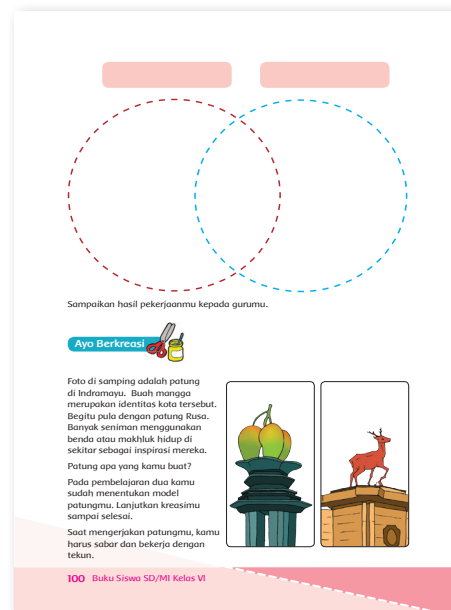 Sampaikan hasil pekerjaanmu kepada gurumu.
Ayo Berkreasi
Foto di samping adalah patung
di Indramayu. Buah mangga
merupakan identitas kota tersebut.
Begitu pula dengan patung Rusa.
Banyak seniman menggunakan
benda atau makhluk hidup di
sekitar sebagai inspirasi mereka.
Patung apa yang kamu buat?
Pada pembelajaran dua kamu
sudah menentukan model
patungmu. Lanjutkan kreasimu
sampai selesai.
Saat mengerjakan patungmu, kamu
harus sabar dan bekerja dengan
tekun.
100 Buku Siswa SD/MI Kelas VI